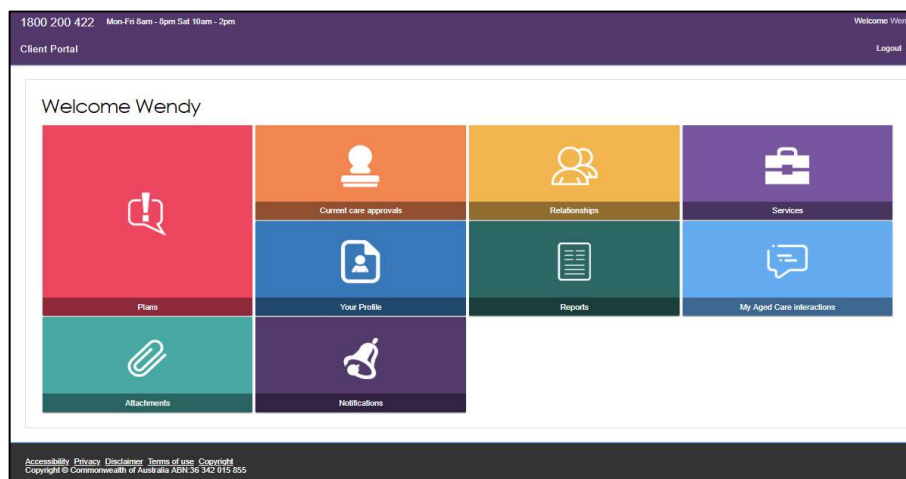 1800 200 422 Mon-Fri 8am - 8pm Sat 10am - 2pm
Welcome Wen
Client Portal
Logout
Welcome Wendy
Current care approvals
Relationships
Services
Plans
Your Profile
Reports
My Aged Care interactions
Attachments
Notifications
Accessibility Privacy Disclaimer Terms of use Copyright
Copyright © Commonwealth of Australia ABN:36 342 015 855